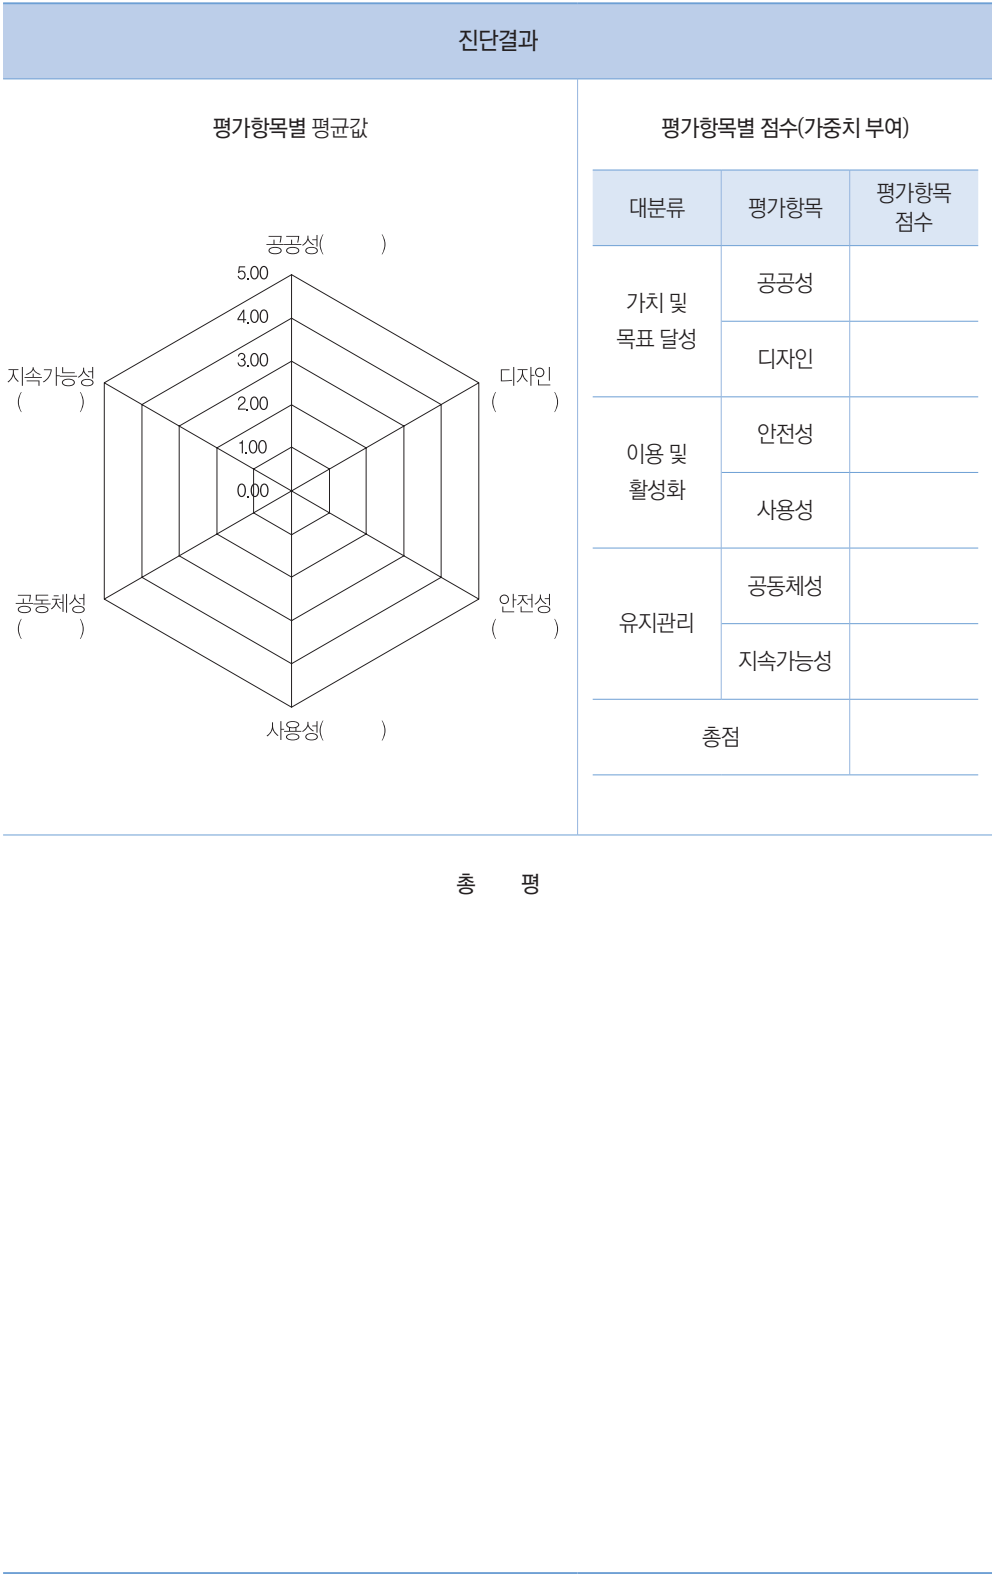 진단결과
평가항목별 평균값
공공성( )
5.00
4.00
3.00
2.00
1.00
0.00
지속가능성
( )
디자인
( )
공동체성
( )
안전성
( )
사용성( )
평가항목별 점수(가중치 부여)
대분류 평가항목 평가항목
점수
가치 및
목표 달성
공공성
디자인
이용 및
활성화
안전성
사용성
유지관리
공동체성
지속가능성
총점
총 평